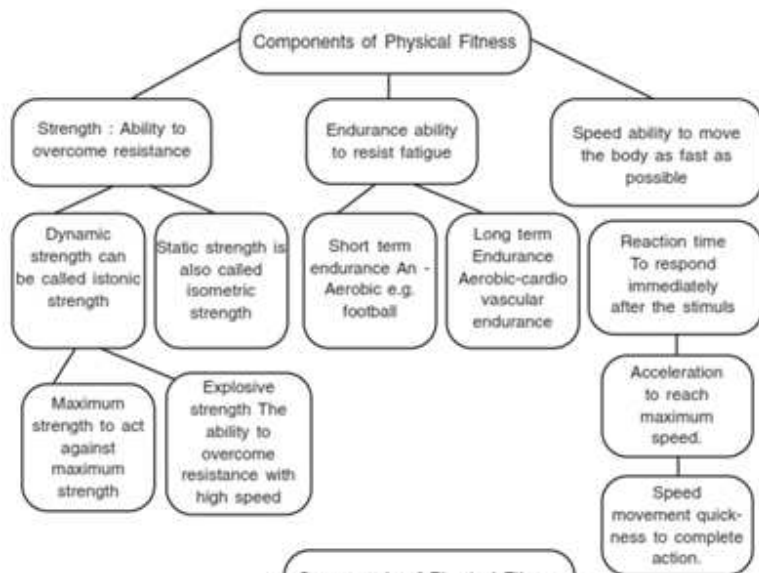 Components of Physical Fitness
Strength : Ability to
overcome resistance
Endurance ability
to resist fatigue
Speed ability to move
the body as fast as
possible
Dynamic
strength can
be called istonic
strength
Static strength is
also called
isometric
strength
Short term
endurance An -
Aerobic e.g.
football
Long term
Endurance
Aerobic-cardio
vascular
endurance
Reaction time
To respond
immediately
after the stimuls
Maximum
strength to act
against
maximum
strength
Explosive
strength The
ability to
overcome
resistance with
high speed
Acceleration
to reach
maximum
speed.
Speed
movement quick-
ness to complete
action.